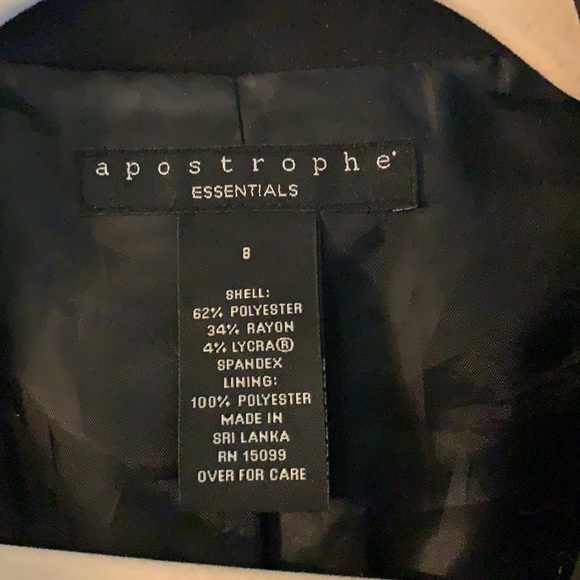 apostrophe®
ESSENTIALS
8
SHELL:
62% POLYESTER
34% RAYON
4% LYCRA®
SPANDEX
LINING:
100% POLYESTER
MADE IN
SRI LANKA
RN 15099
OVER FOR CARE